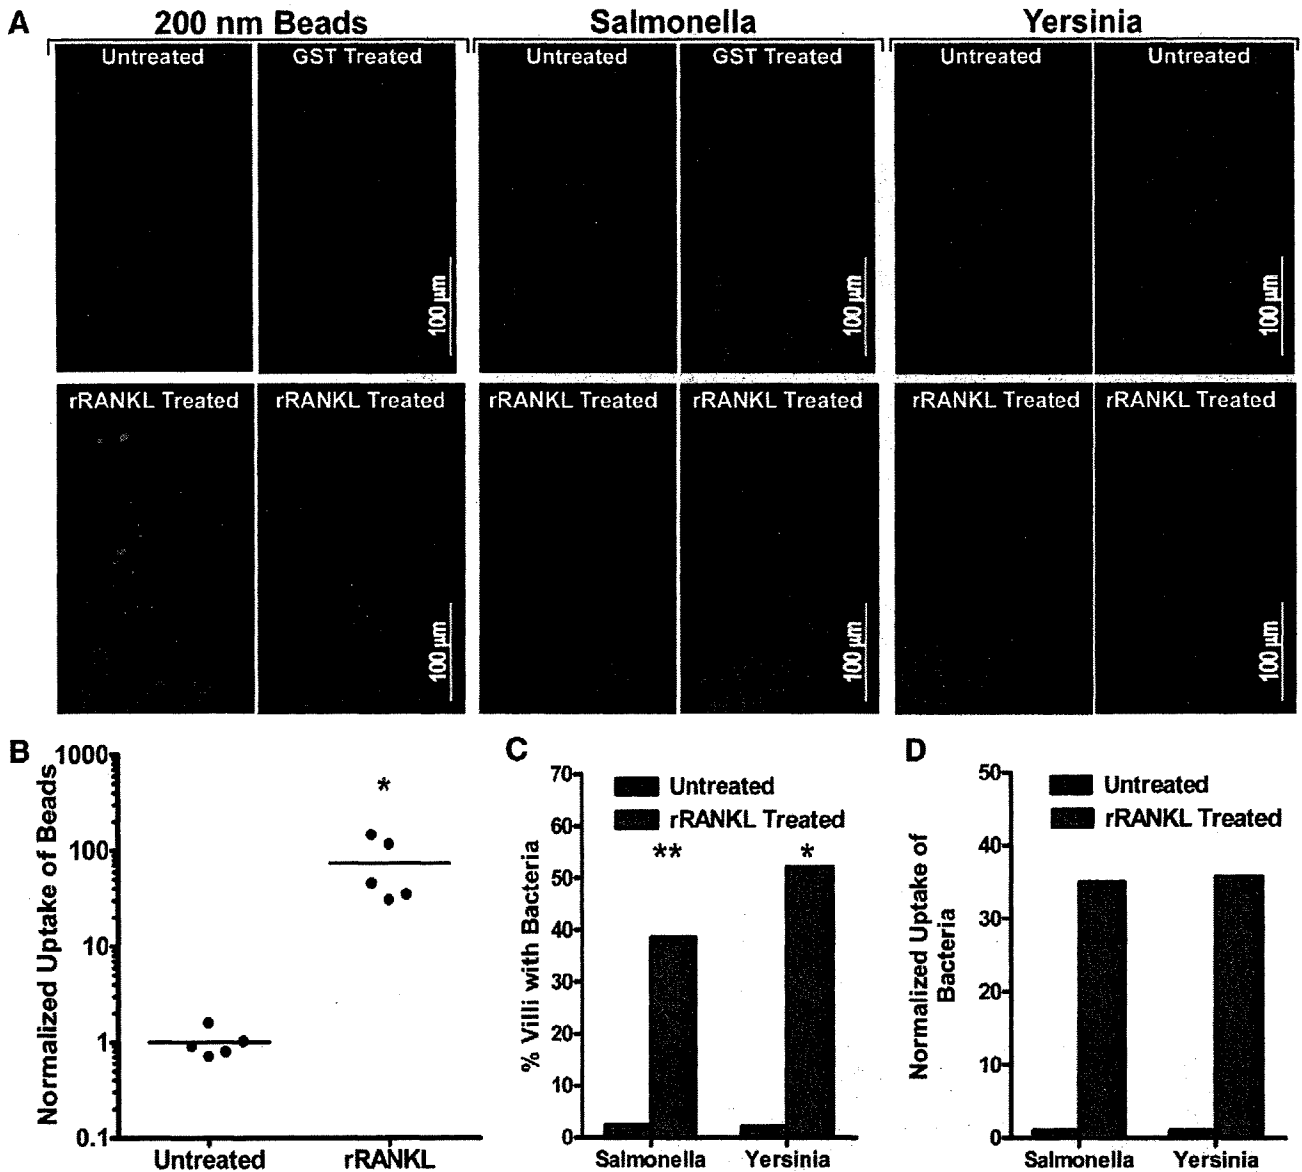 A
200 nm Beads
Salmonella
Yersinia
Untreated
GST Treated
Untreated
GST Treated
Untreated
Untreated
100 µm
100 µm
100 µm
rRANKL Treated
rRANKL Treated
rRANKL Treated
rRANKL Treated
rRANKL Treated
rRANKL Treated
100 µm
100 µm
100 µm
B
Normalized Uptake of Beads
1000
100
10
1
0.1
*
Untreated
rRANKL
C
% Villi with Bacteria
70
60
50
40
30
20
10
0
Untreated
rRANKL Treated
**
*
Salmonella
Yersinia
D
Normalized Uptake of
Bacteria
50
40
30
20
10
0
Untreated
rRANKL Treated
Salmonella
Yersinia